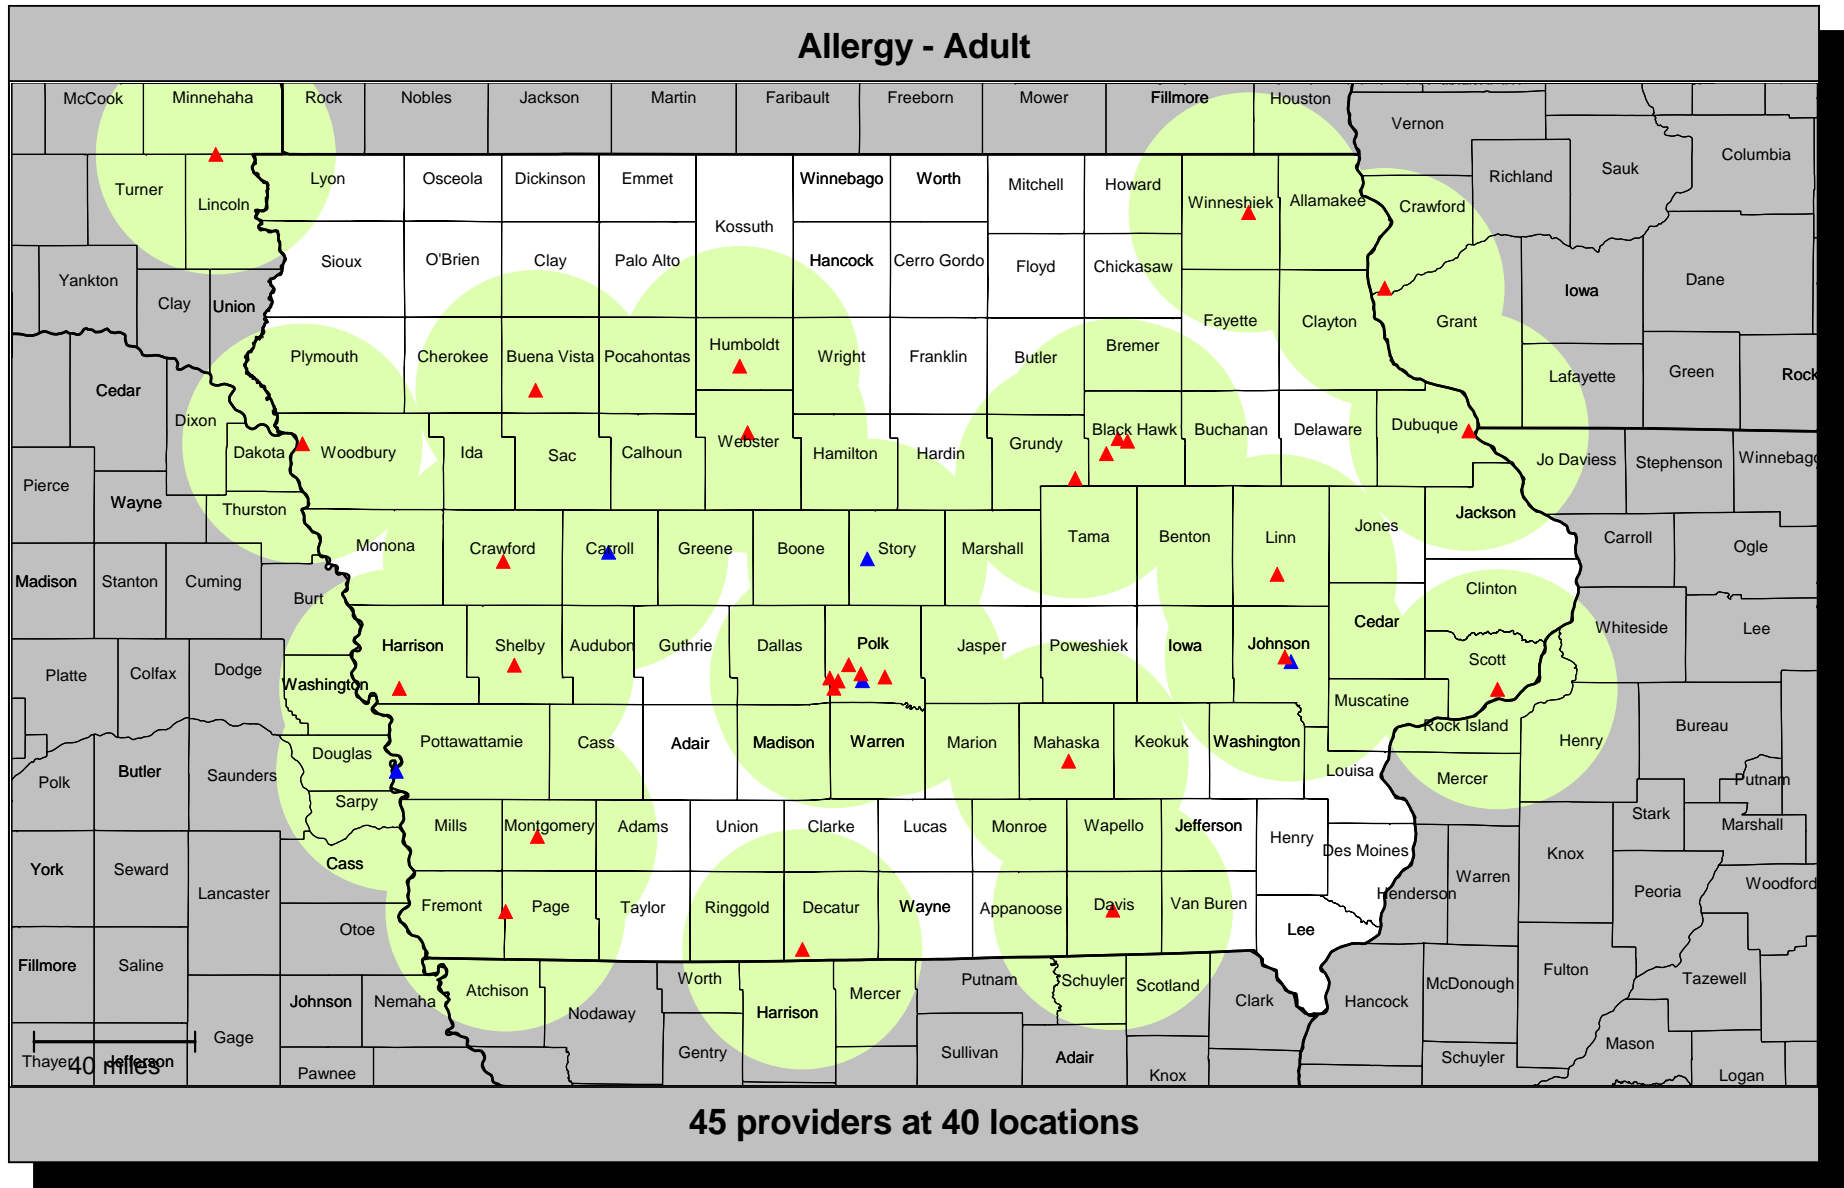 Allergy - Adult
McCook Minnehaha Rock Nobles Jackson Martin Faribault Freeborn Mower Fillmore Houston
Vernon
Richland Sauk Columbia
Turner Lincoln Lyon Osceola Dickinson Emmet Kossuth Winnebago Worth Mitchell Howard Winneshiek Allamakee Crawford
Yankton Clay Union Sioux O'Brien Clay Palo Alto Hancock Cerro Gordo Floyd Chickasaw Iowa Dane
Fayette Clayton Grant
Cedar Dixon Plymouth Cherokee Buena Vista Pocahontas Humboldt Wright Franklin Butler Bremer Lafayette Green Rock
Pierce Dakota Woodbury Ida Sac Calhoun Webster Hamilton Hardin Grundy Black Hawk Buchanan Delaware Dubuque Jo Daviess Stephenson Winnebago
Wayne Thurston Jackson
Monona Crawford Carroll Greene Boone Story Marshall Tama Benton Linn Jones Carroll Ogle
Madison Stanton Cuming Burt Clinton
Whiteside Lee
Platte Colfax Dodge Washington Harrison Shelby Audubon Guthrie Dallas Polk Jasper Poweshiek Iowa Johnson Cedar Scott
Muscatine Rock Island Henry Bureau
Polk Butler Saunders Douglas Pottawattamie Cass Adair Madison Warren Marion Mahaska Keokuk Washington Louisa Mercer Putnam
Sarpy Mills Montgomery Adams Union Clarke Lucas Monroe Wapello Jefferson Henry Des Moines Stark Marshall
York Seward Cass Lancaster Henderson Warren Knox Peoria Woodford
Otoe Fremont Page Taylor Ringgold Decatur Wayne Appanoose Davis Van Buren Lee
Fillmore Saline Johnson Nemaha Atchison Nodaway Worth Harrison Mercer Putnam Schuyler Scotland Clark Hancock McDonough Fulton Tazewell
Thayer Jefferson Gage Pawnee Gentry Sullivan Adair Knox Schuyler Mason Logan
40 miles
45 providers at 40 locations